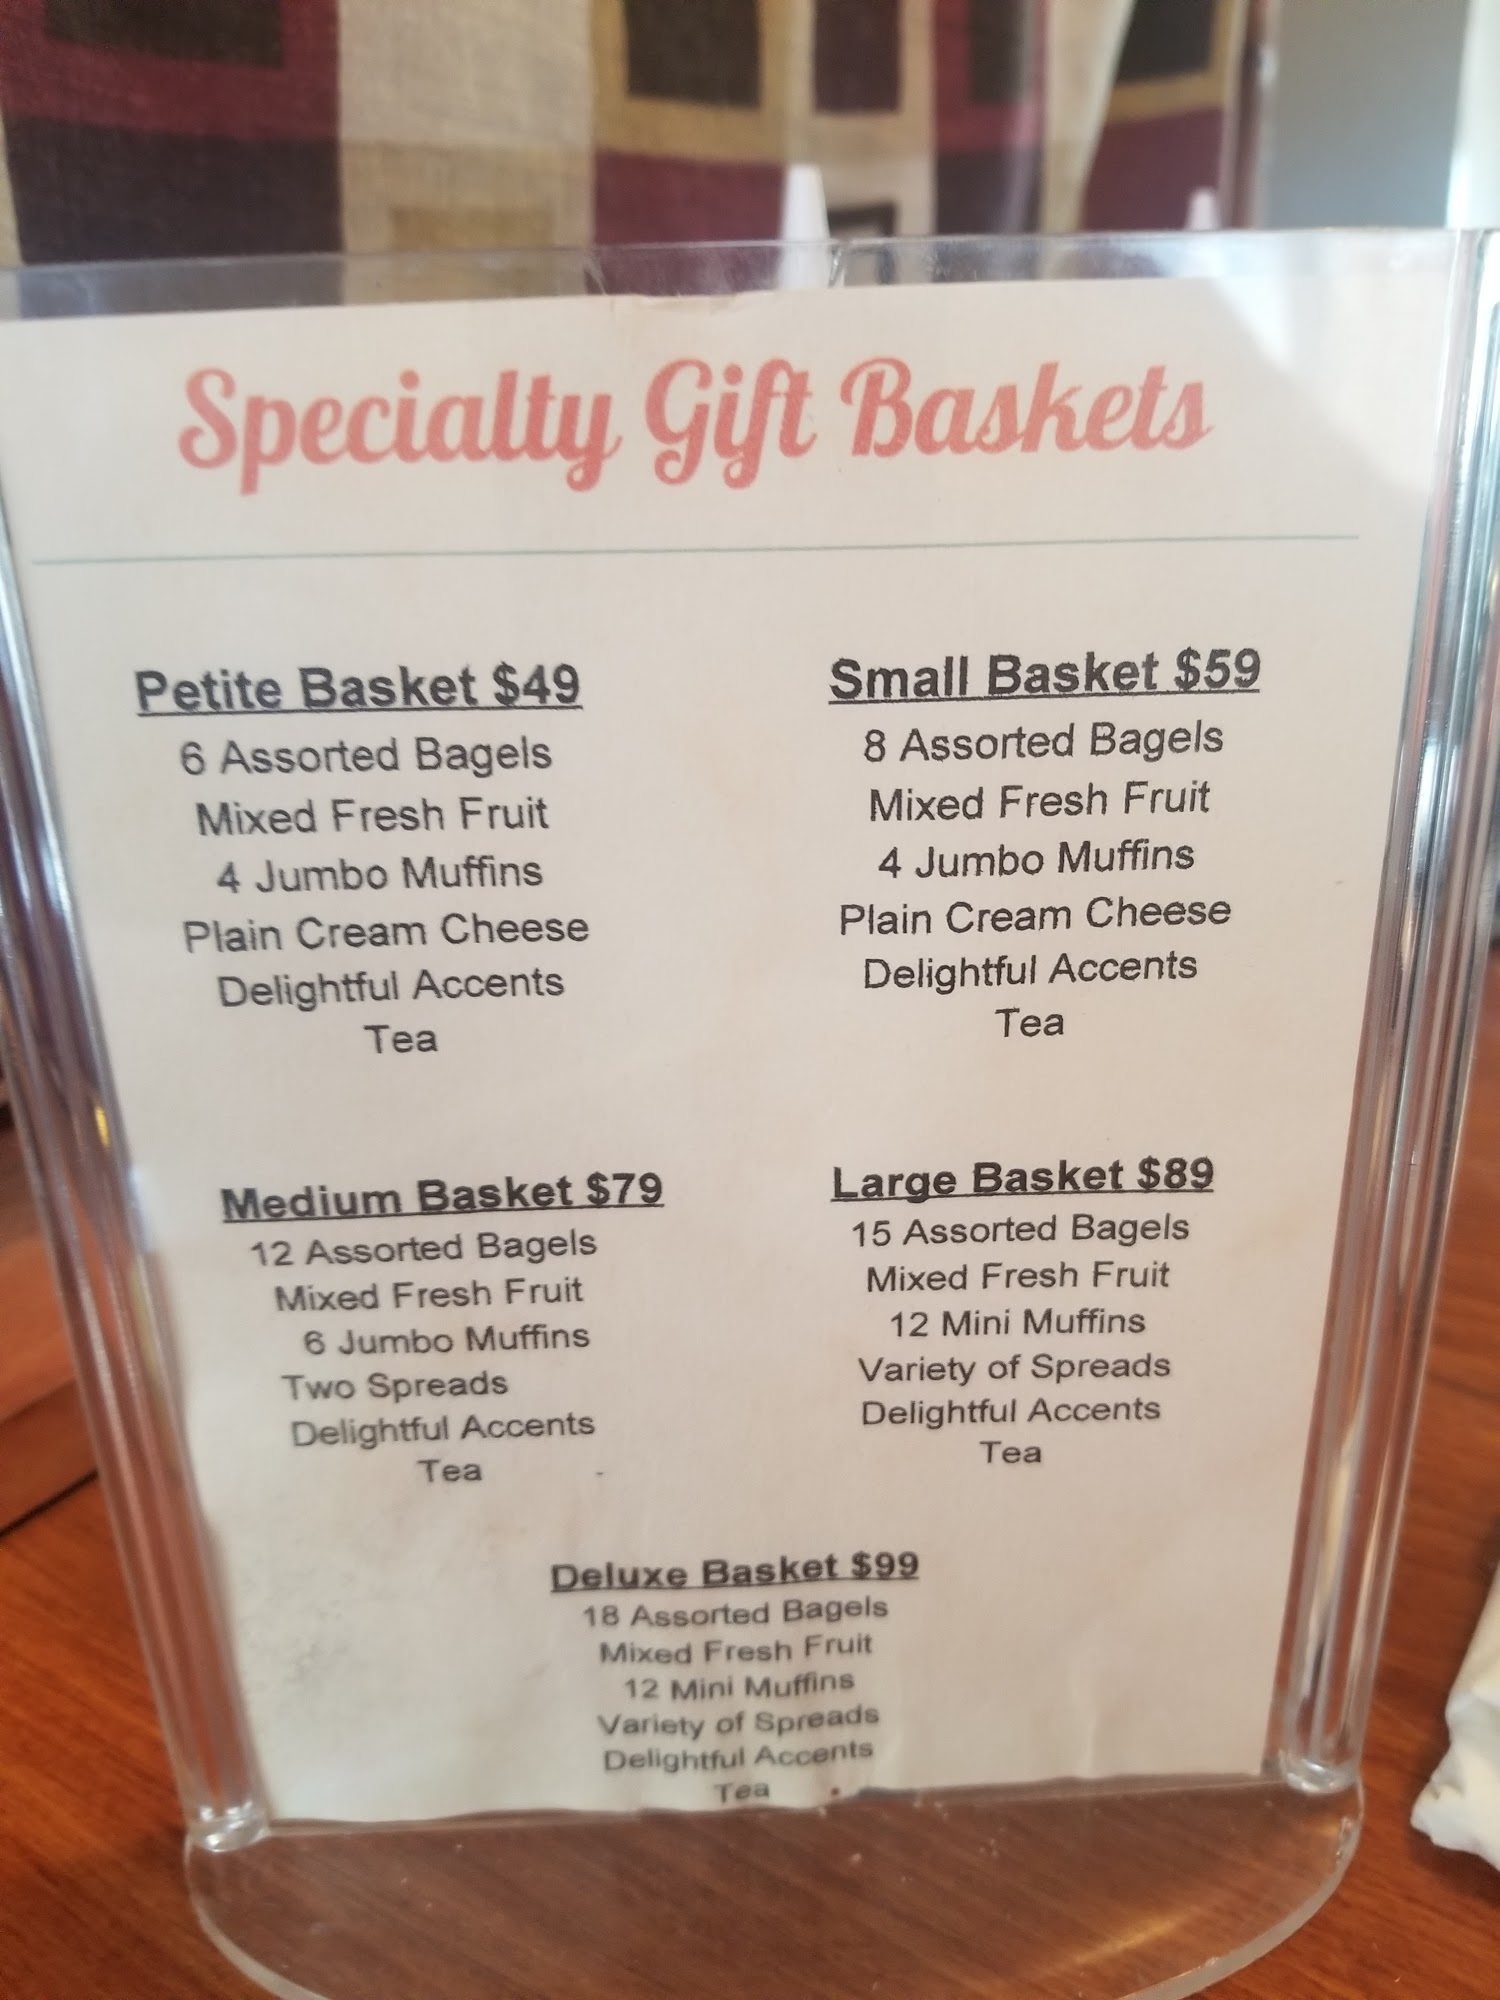 Specialty Gift Baskets
Petite Basket $49
6 Assorted Bagels
Mixed Fresh Fruit
4 Jumbo Muffins
Plain Cream Cheese
Delightful Accents
Tea
Small Basket $59
8 Assorted Bagels
Mixed Fresh Fruit
4 Jumbo Muffins
Plain Cream Cheese
Delightful Accents
Tea
Medium Basket $79
12 Assorted Bagels
Mixed Fresh Fruit
6 Jumbo Muffins
Two Spreads
Delightful Accents
Tea
Large Basket $89
15 Assorted Bagels
Mixed Fresh Fruit
12 Mini Muffins
Variety of Spreads
Delightful Accents
Tea
Deluxe Basket $99
18 Assorted Bagels
Mixed Fresh Fruit
12 Mini Muffins
Variety of Spreads
Delightful Accents
Tea